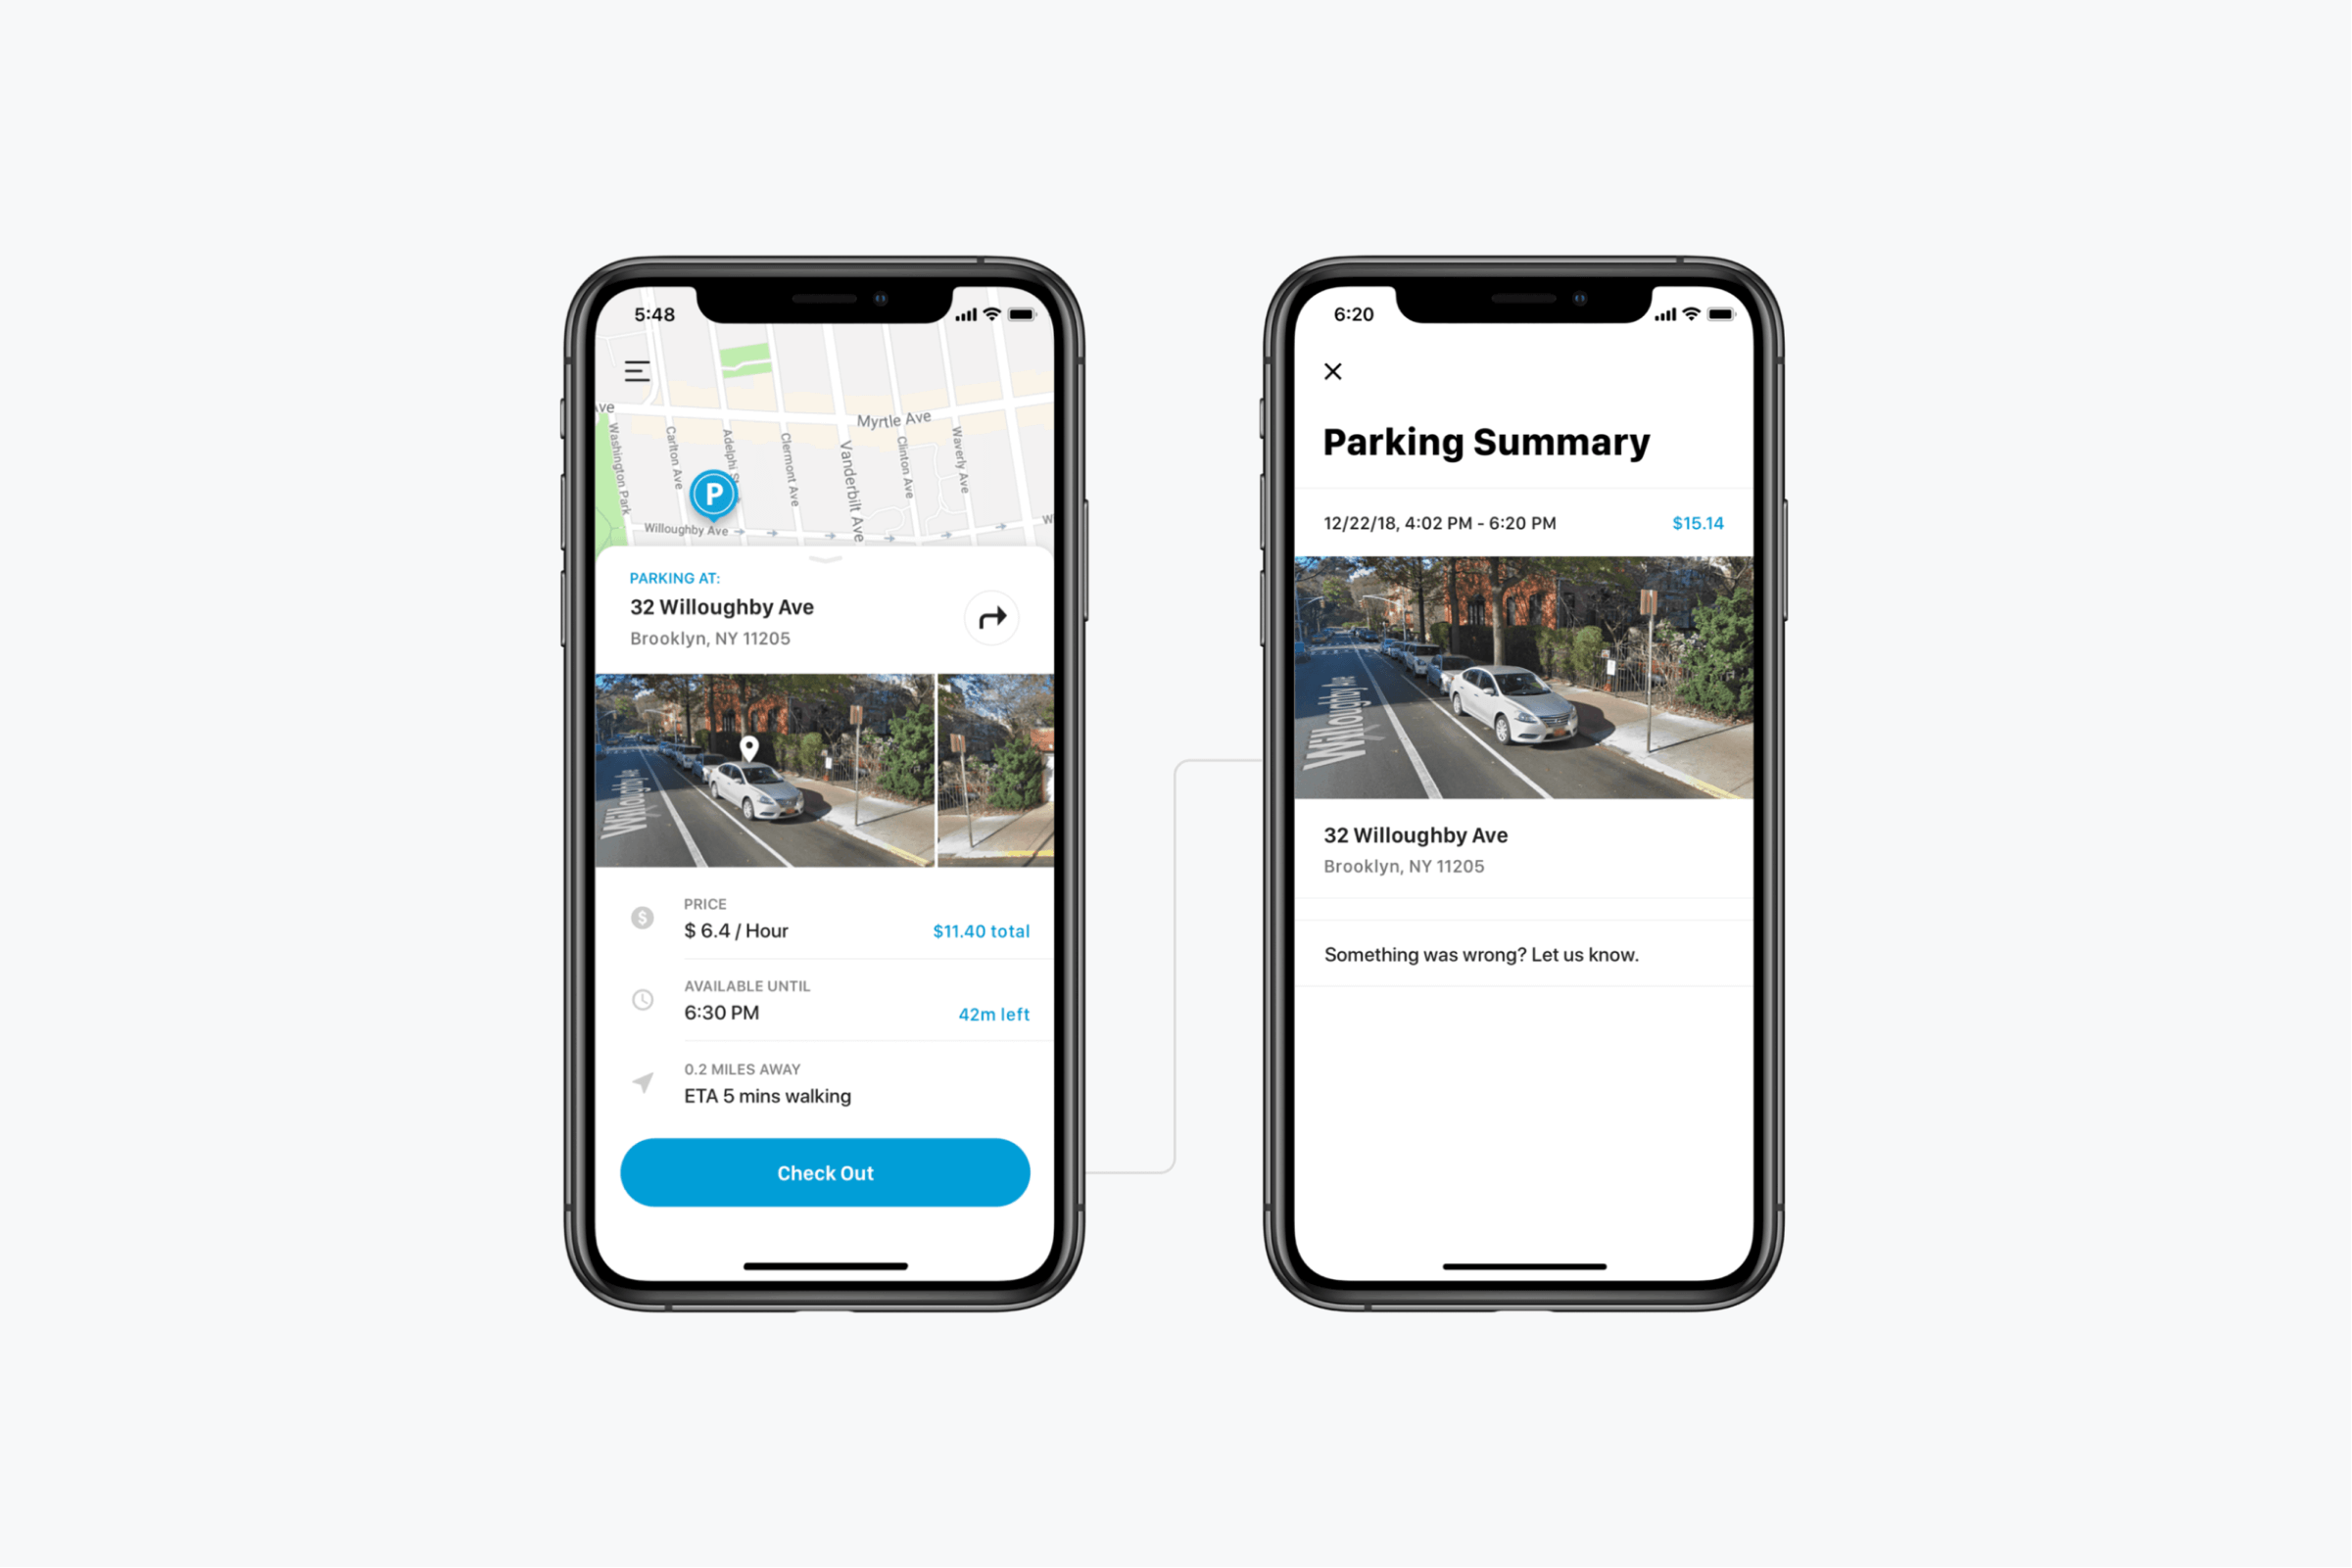 5:48
Myrtle Ave
ve
Washington Park
Carlton Ave
Adelphi S
Clermont Ave
Vanderbilt Ave
Clinton Ave
Waverly Ave
P
Willoughby Ave
W
PARKING AT:
32 Willoughby Ave
Brooklyn, NY 11205
Willoughby Ave
PRICE
$ 6.4 / Hour
$11.40 total
AVAILABLE UNTIL
6:30 PM
42m left
0.2 MILES AWAY
ETA 5 mins walking
Check Out
6:20
Parking Summary
12/22/18, 4:02 PM - 6:20 PM
$15.14
Willoughby Ave
32 Willoughby Ave
Brooklyn, NY 11205
Something was wrong? Let us know.